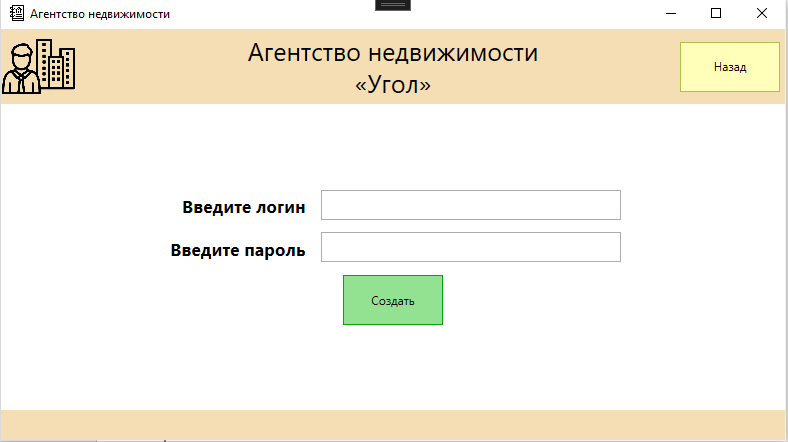 Агентство недвижимости
Агентство недвижимости
«Угол»
Назад
Введите логин
Введите пароль
Создать